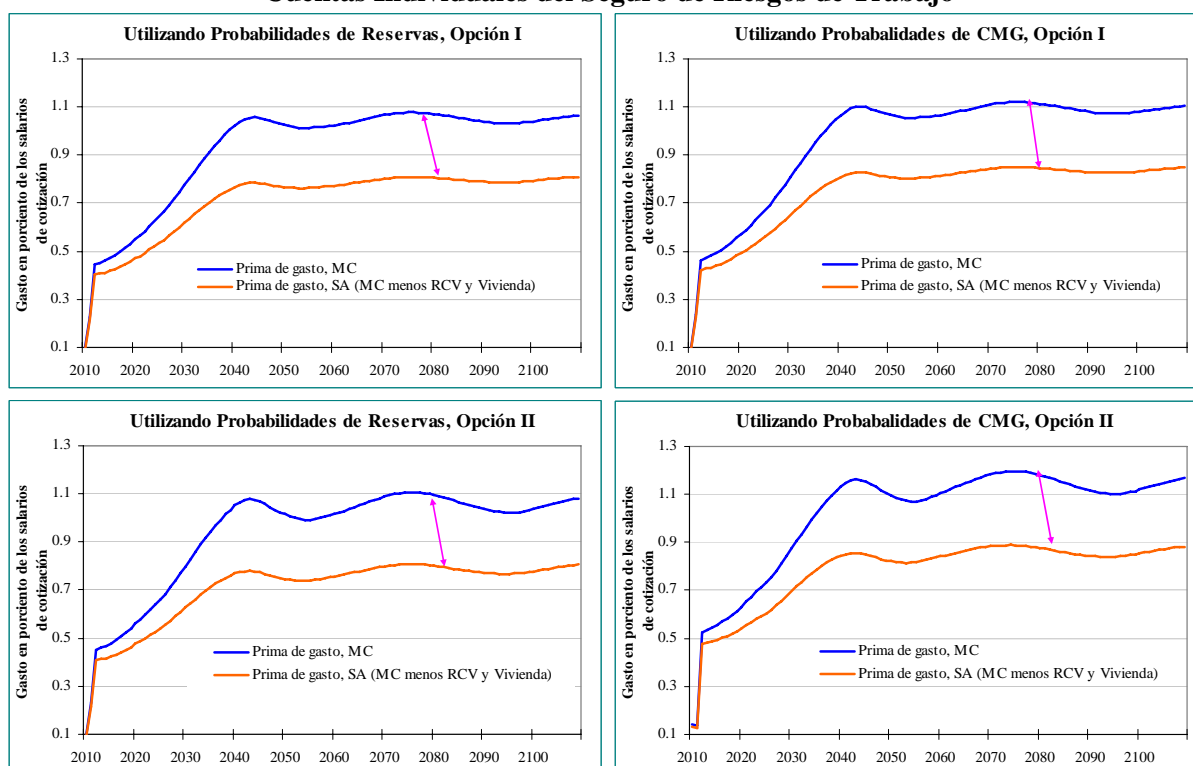 Cuentas Individuales del Seguro de Riesgos de Trabajo
Utilizando Probabilidades de Reservas, Opción I
Gasto en porciento de los salarios
de cotización
1.3
1.1
0.9
0.7
0.5
0.3
0.1
Prima de gasto, MC
Prima de gasto, SA (MC menos RCV y Vivienda)
2010 2020 2030 2040 2050 2060 2070 2080 2090 2100
Utilizando Probabalidades de CMG, Opción I
Gasto en porciento de los salarios
de cotización
1.3
1.1
0.9
0.7
0.5
0.3
0.1
Prima de gasto, MC
Prima de gasto, SA (MC menos RCV y Vivienda)
2010 2020 2030 2040 2050 2060 2070 2080 2090 2100
Utilizando Probabilidades de Reservas, Opción II
Gasto en porciento de los salarios
de cotización
1.3
1.1
0.9
0.7
0.5
0.3
0.1
Prima de gasto, MC
Prima de gasto, SA (MC menos RCV y Vivienda)
2010 2020 2030 2040 2050 2060 2070 2080 2090 2100
Utilizando Probabalidades de CMG, Opción II
Gasto en porciento de los salarios
de cotización
1.3
1.1
0.9
0.7
0.5
0.3
0.1
Prima de gasto, MC
Prima de gasto, SA (MC menos RCV y Vivienda)
2010 2020 2030 2040 2050 2060 2070 2080 2090 2100